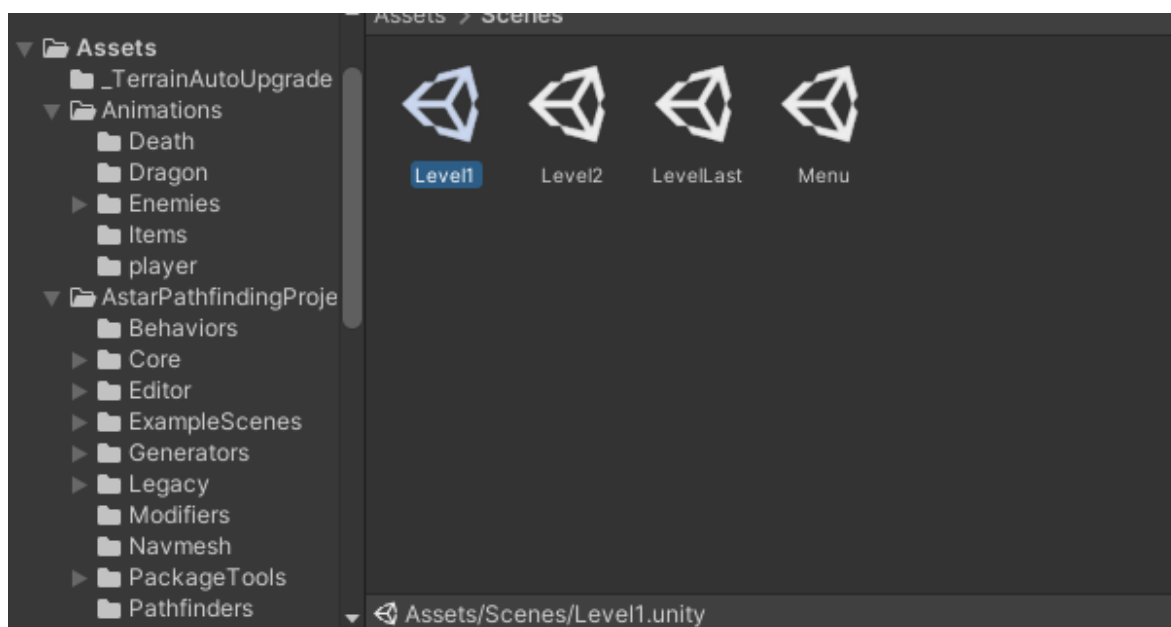 Assets > Scenes
Assets
_TerrainAutoUpgrade
Animations
Death
Dragon
Enemies
Items
player
AstarPathfindingProje
Behaviors
Core
Editor
ExampleScenes
Generators
Legacy
Modifiers
Navmesh
PackageTools
Pathfinders
Level1 Level2 LevelLast Menu
Assets/Scenes/Level1.unity